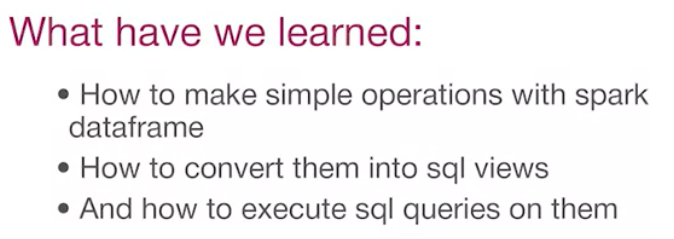 What have we learned:
• How to make simple operations with spark
dataframe
• How to convert them into sql views
• And how to execute sql queries on them